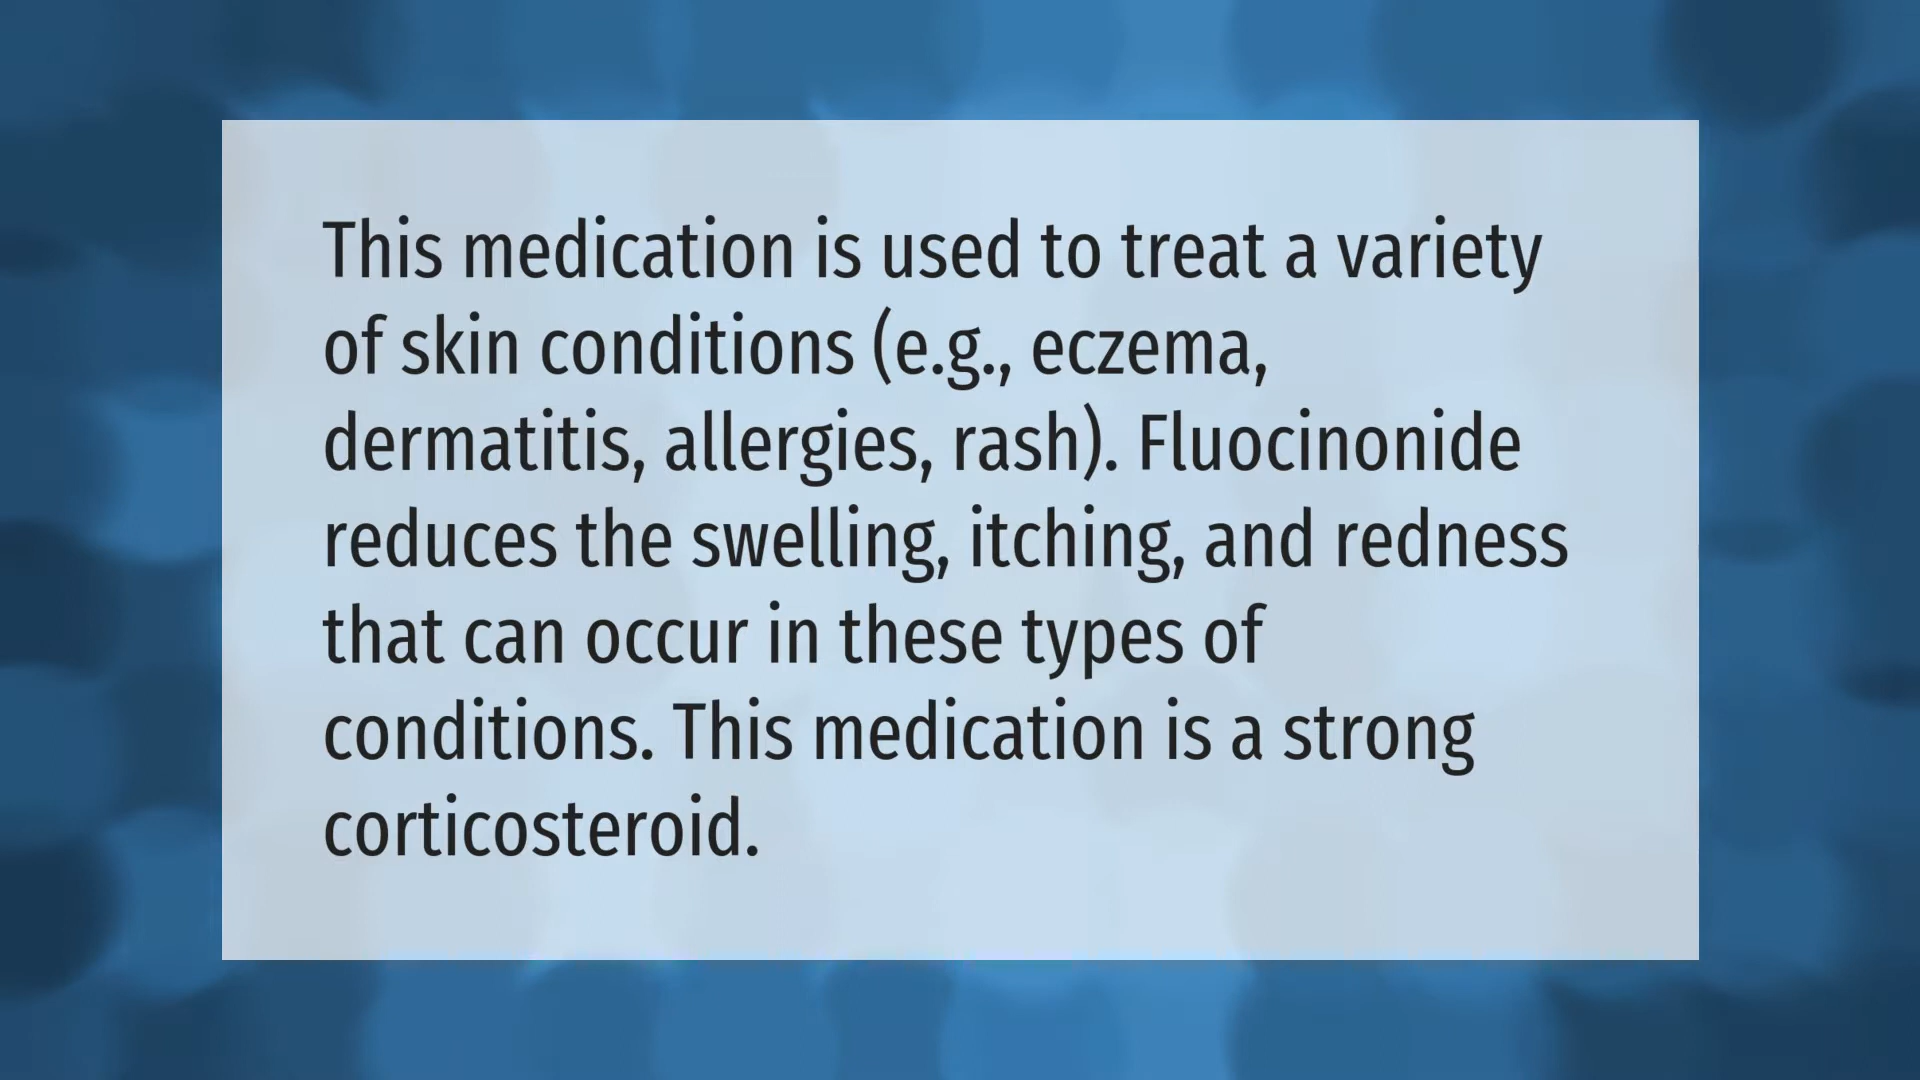 This medication is used to treat a variety
of skin conditions (e.g., eczema,
dermatitis, allergies, rash). Fluocinonide
reduces the swelling, itching, and redness
that can occur in these types of
conditions. This medication is a strong
corticosteroid.